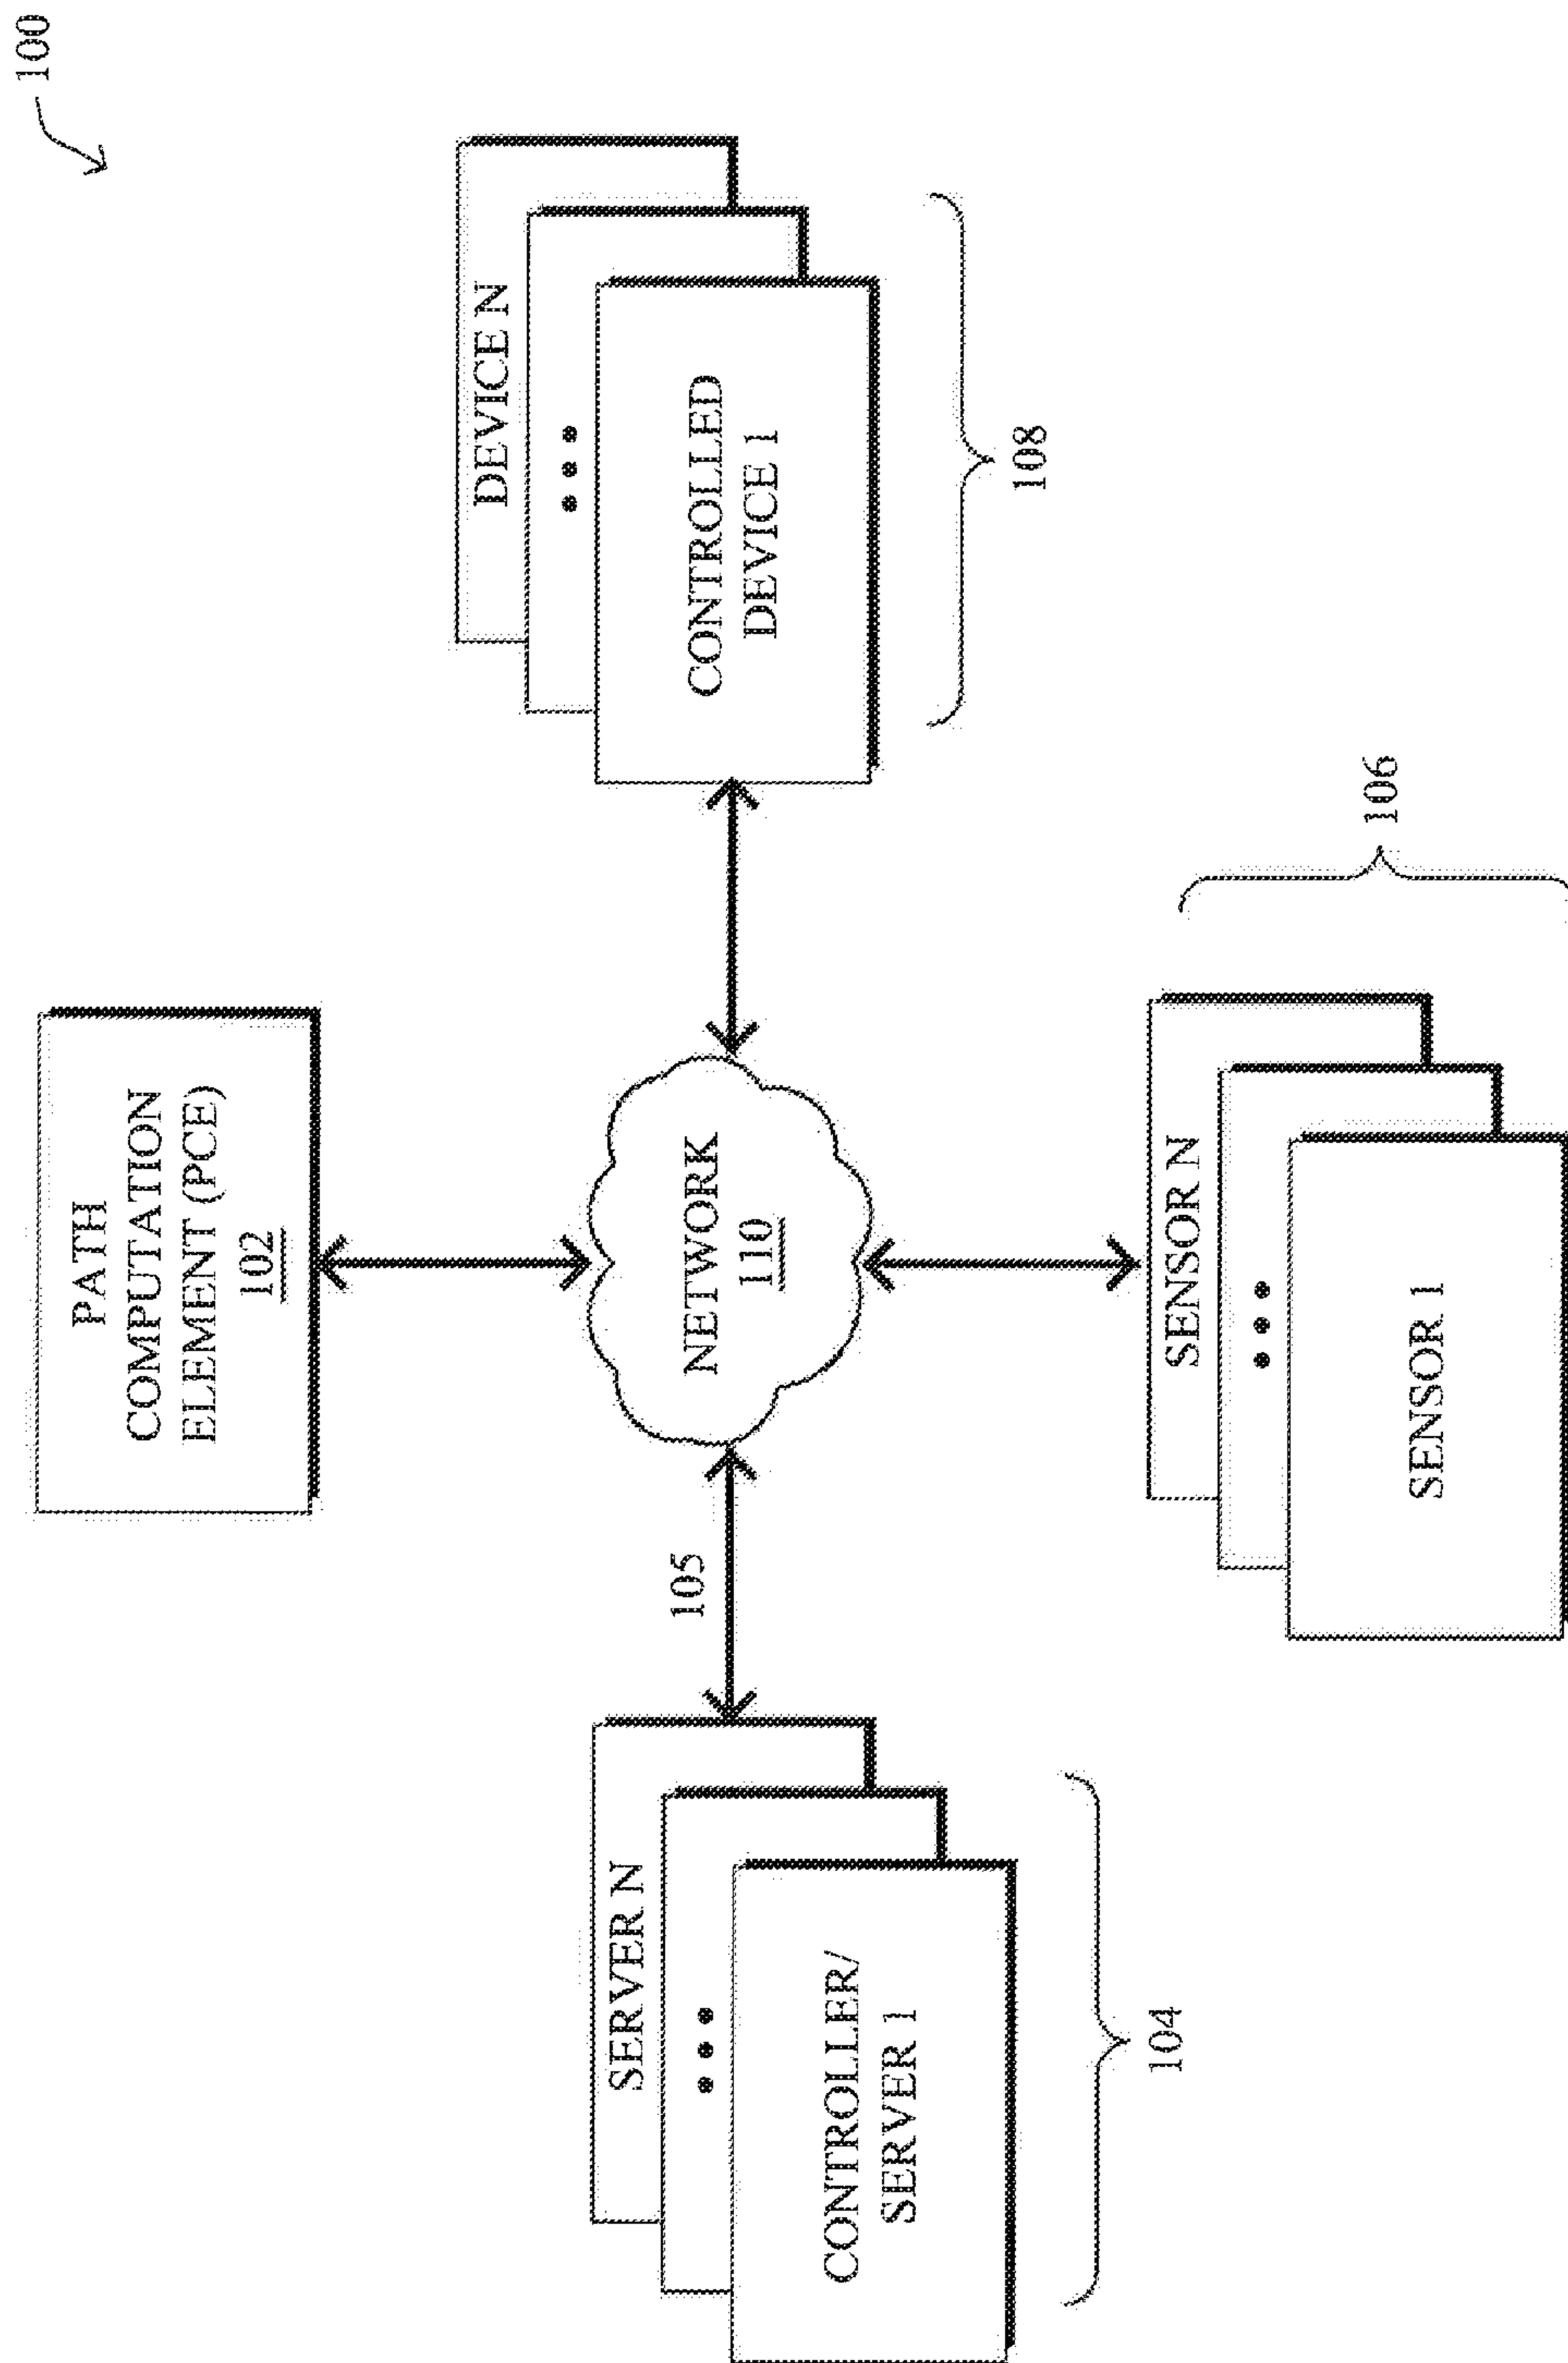 100
PATH
COMPUTATION
ELEMENT (PCE)
102
SERVER N
•••
CONTROLLER/
SERVER 1
104
105
NETWORK
110
DEVICE N
•••
CONTROLLED
DEVICE 1
108
SENSOR N
•••
SENSOR 1
106